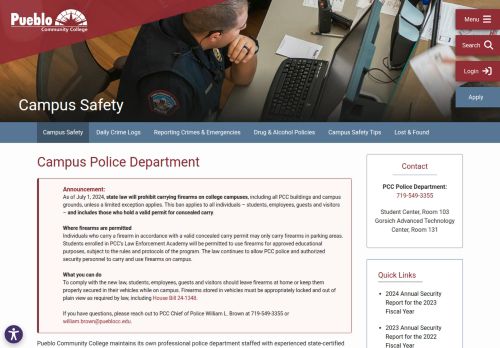 Pueblo
Community College
Menu
Search
Login
Apply
Campus Safety
Campus Safety
Daily Crime Logs
Reporting Crimes & Emergencies
Drug & Alcohol Policies
Campus Safety Tips
Lost & Found
Campus Police Department
Announcement:
As of July 1, 2024, state law will prohibit carrying firearms on college campuses, including all PCC buildings and campus
grounds, unless a limited exception applies. This ban applies to all individuals – students, employees, guests and visitors
– and includes those who hold a valid permit for concealed carry.
Where firearms are permitted
Individuals who carry a firearm in accordance with a valid concealed carry permit may only carry firearms in parking areas.
Students enrolled in PCC's Law Enforcement Academy will be permitted to use firearms for approved educational
purposes, subject to the rules and protocols of the program. The law continues to allow PCC police and authorized
security personnel to carry and use firearms on campus.
What you can do
To comply with the new law, students, employees, guests and visitors should leave firearms at home or keep them
properly secured in their vehicles while on campus. Firearms stored in vehicles must be appropriately locked and out of
plain view as required by law, including House Bill 24-1348.
If you have questions, please reach out to PCC Chief of Police William L. Brown at 719-549-3355 or
william.brown@pueblocc.edu.
Pueblo Community College maintains its own professional police department staffed with experienced state-certified
Contact
PCC Police Department:
719-549-3355
Student Center, Room 103
Gorsich Advanced Technology
Center, Room 131
Quick Links
2024 Annual Security
Report for the 2023
Fiscal Year
2023 Annual Security
Report for the 2022